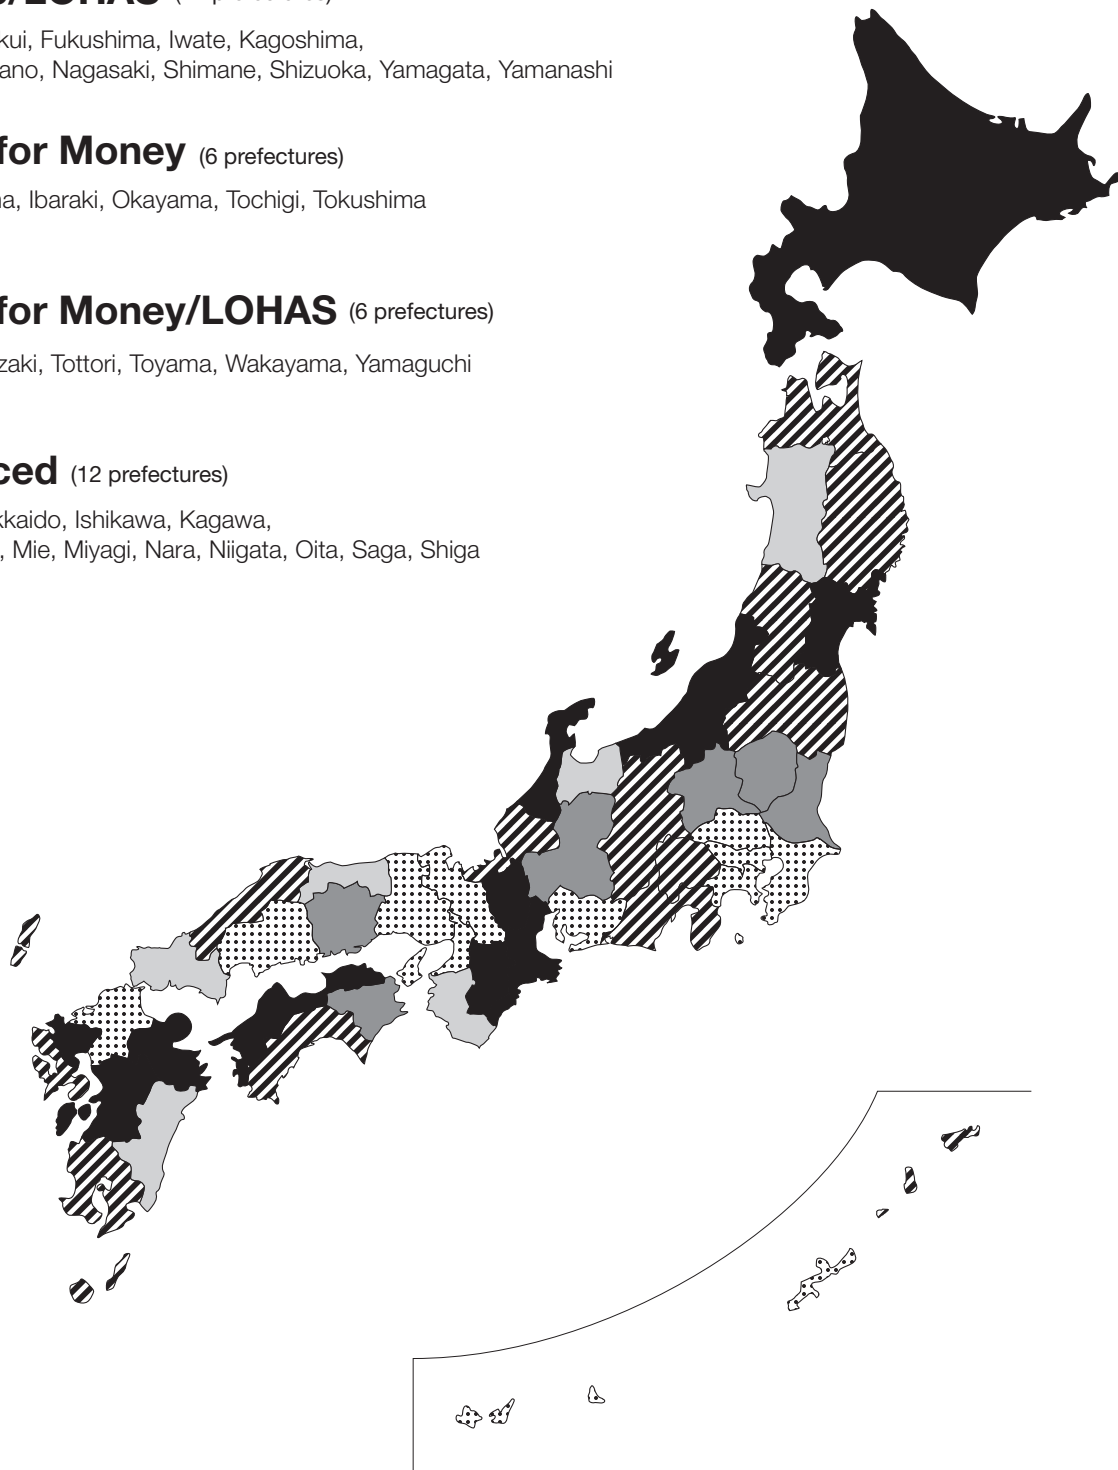 /LOHAS
kui, Fukushima, Iwate, Kagoshima,
ano, Nagasaki, Shimane, Shizuoka, Yamagata, Yamanashi
for Money (6 prefectures)
a, Ibaraki, Okayama, Tochigi, Tokushima
for Money/LOHAS (6 prefectures)
zaki, Tottori, Toyama, Wakayama, Yamaguchi
ced (12 prefectures)
kkaido, Ishikawa, Kagawa,
, Mie, Miyagi, Nara, Niigata, Oita, Saga, Shiga